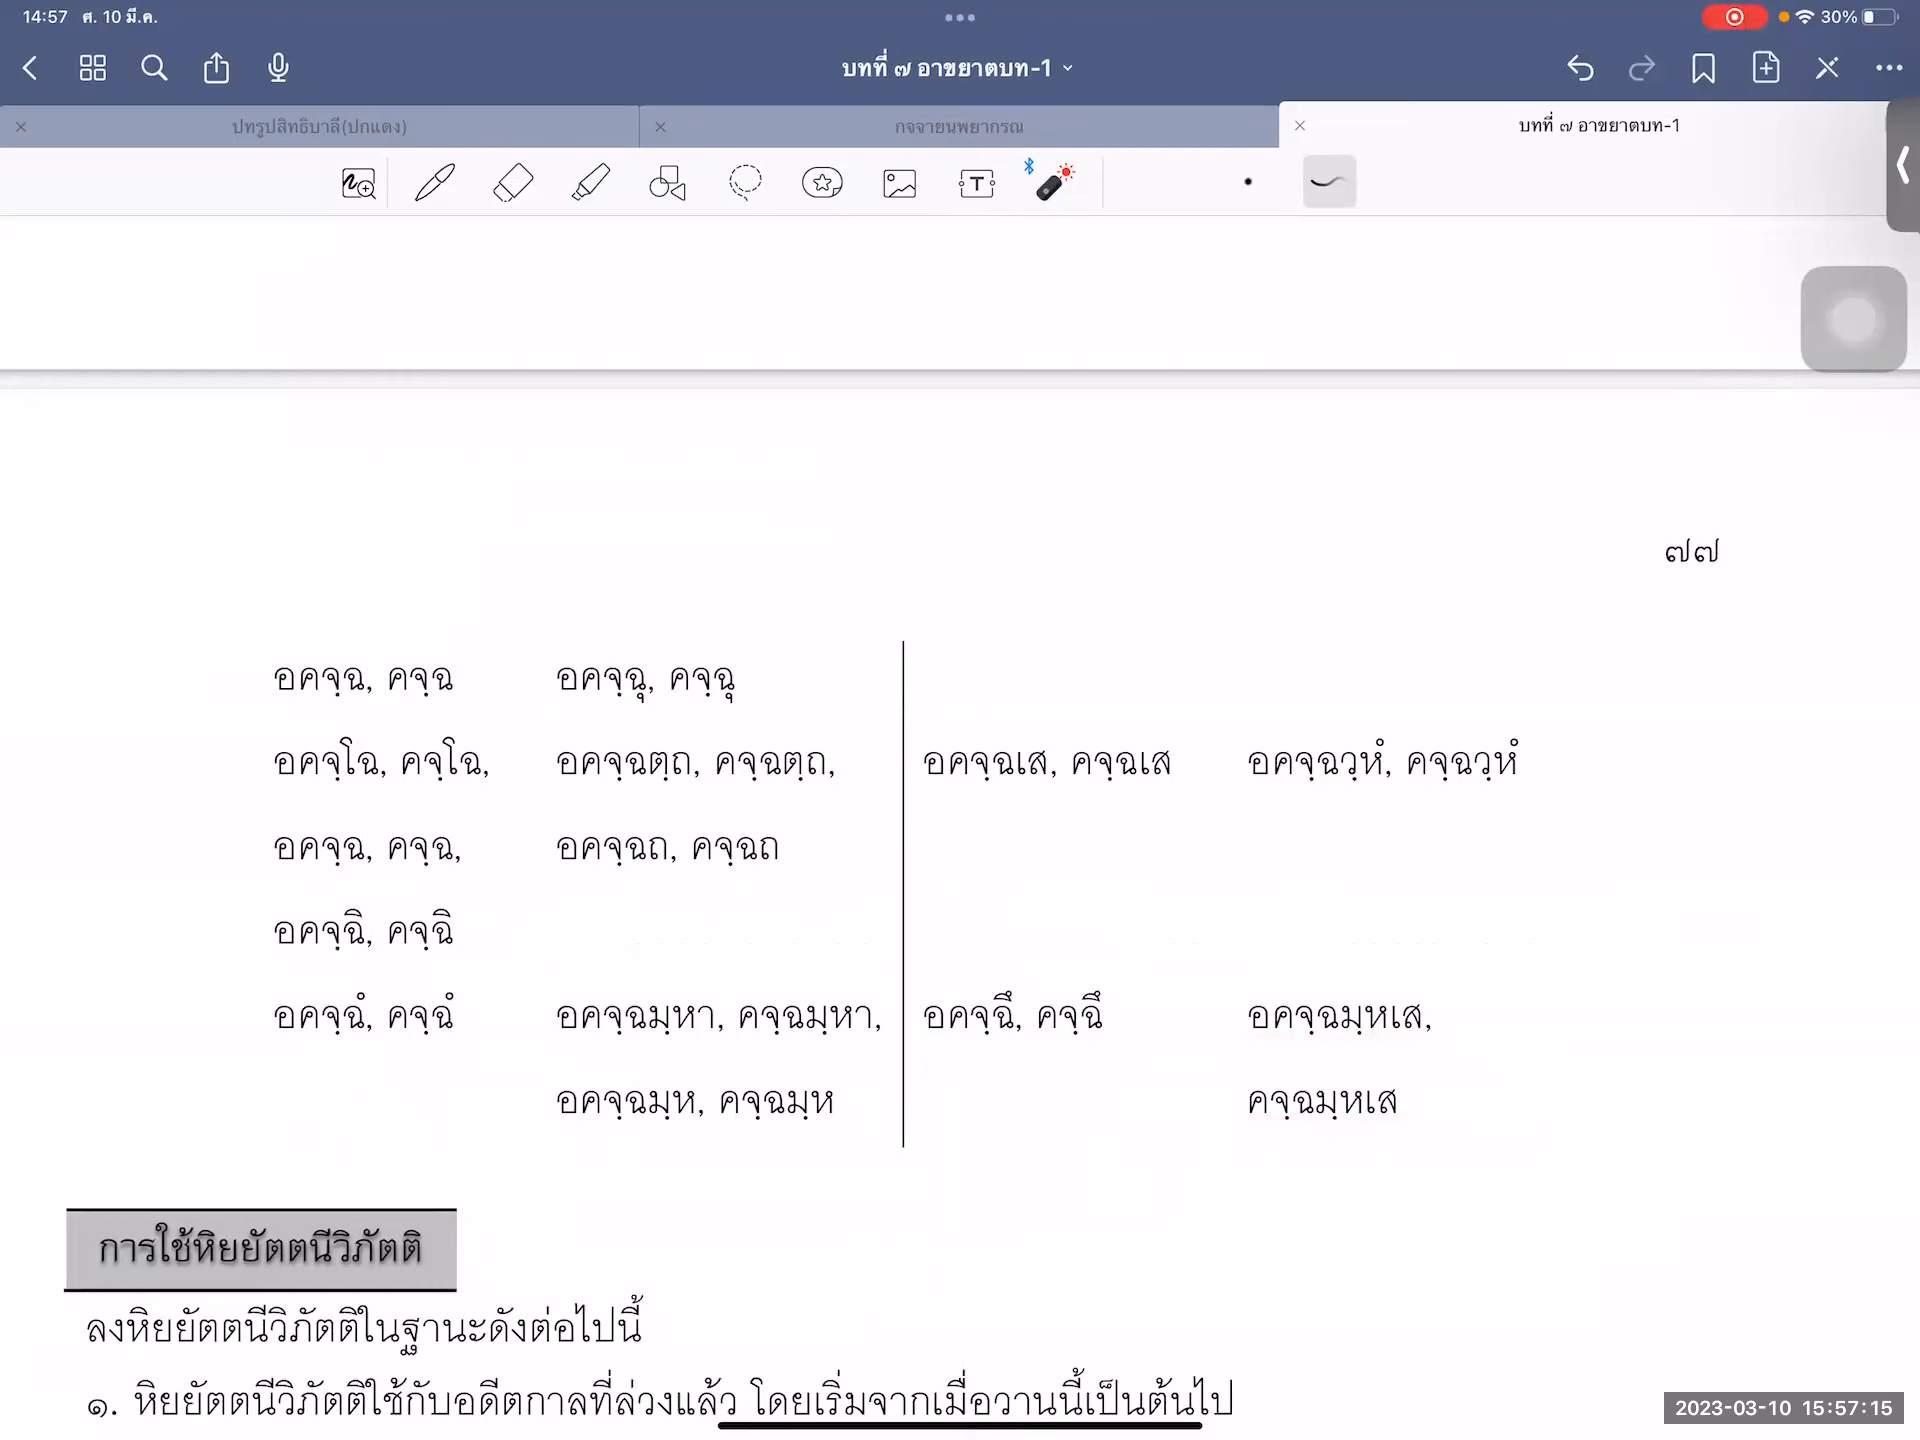 14:57 ศ. 10 มี.ค.
30%
บทที่ ๗ อาขยาตบท-1
ปทรูปสิทธิบาลี(ปกแดง)
กจจายนพยากรณ
บทที่ ๗ อาขยาตบท-1
๗๗
อคจฺฉ, คจฺฉ อคจฺฉุ, คจฺฉุ
อคจฺโฉ, คจฺโฉ, อคจฺฉตฺถ, คจฺฉตฺถ, อคจฺฉเส, คจฺฉเส อคจฺฉวฺหํ, คจฺฉวฺหํ
อคจฺฉ, คจฺฉ, อคจฺฉถ, คจฺฉถ
อคจฺฉิ, คจฺฉิ
อคจฺฉํ, คจฺฉํ อคจฺฉมฺหา, คจฺฉมฺหา, อคจฺฉึ, คจฺฉึ อคจฺฉมฺหเส,
อคจฺฉมฺห, คจฺฉมฺห คจฺฉมฺหเส
การใช้หิยยัตตนีวิภัตติ
ลงหิยยัตตนีวิภัตติในฐานะดังต่อไปนี้
๑. หิยยัตตนีวิภัตติใช้กับอดีตกาลที่ล่วงแล้ว โดยเริ่มจากเมื่อวานนี้เป็นต้นไป
2023-03-10 15:57:15